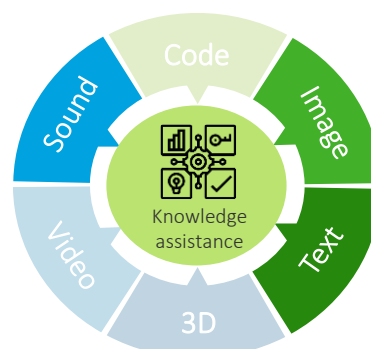 Code
Image
Text
3D
Video
Sound
Knowledge
assistance